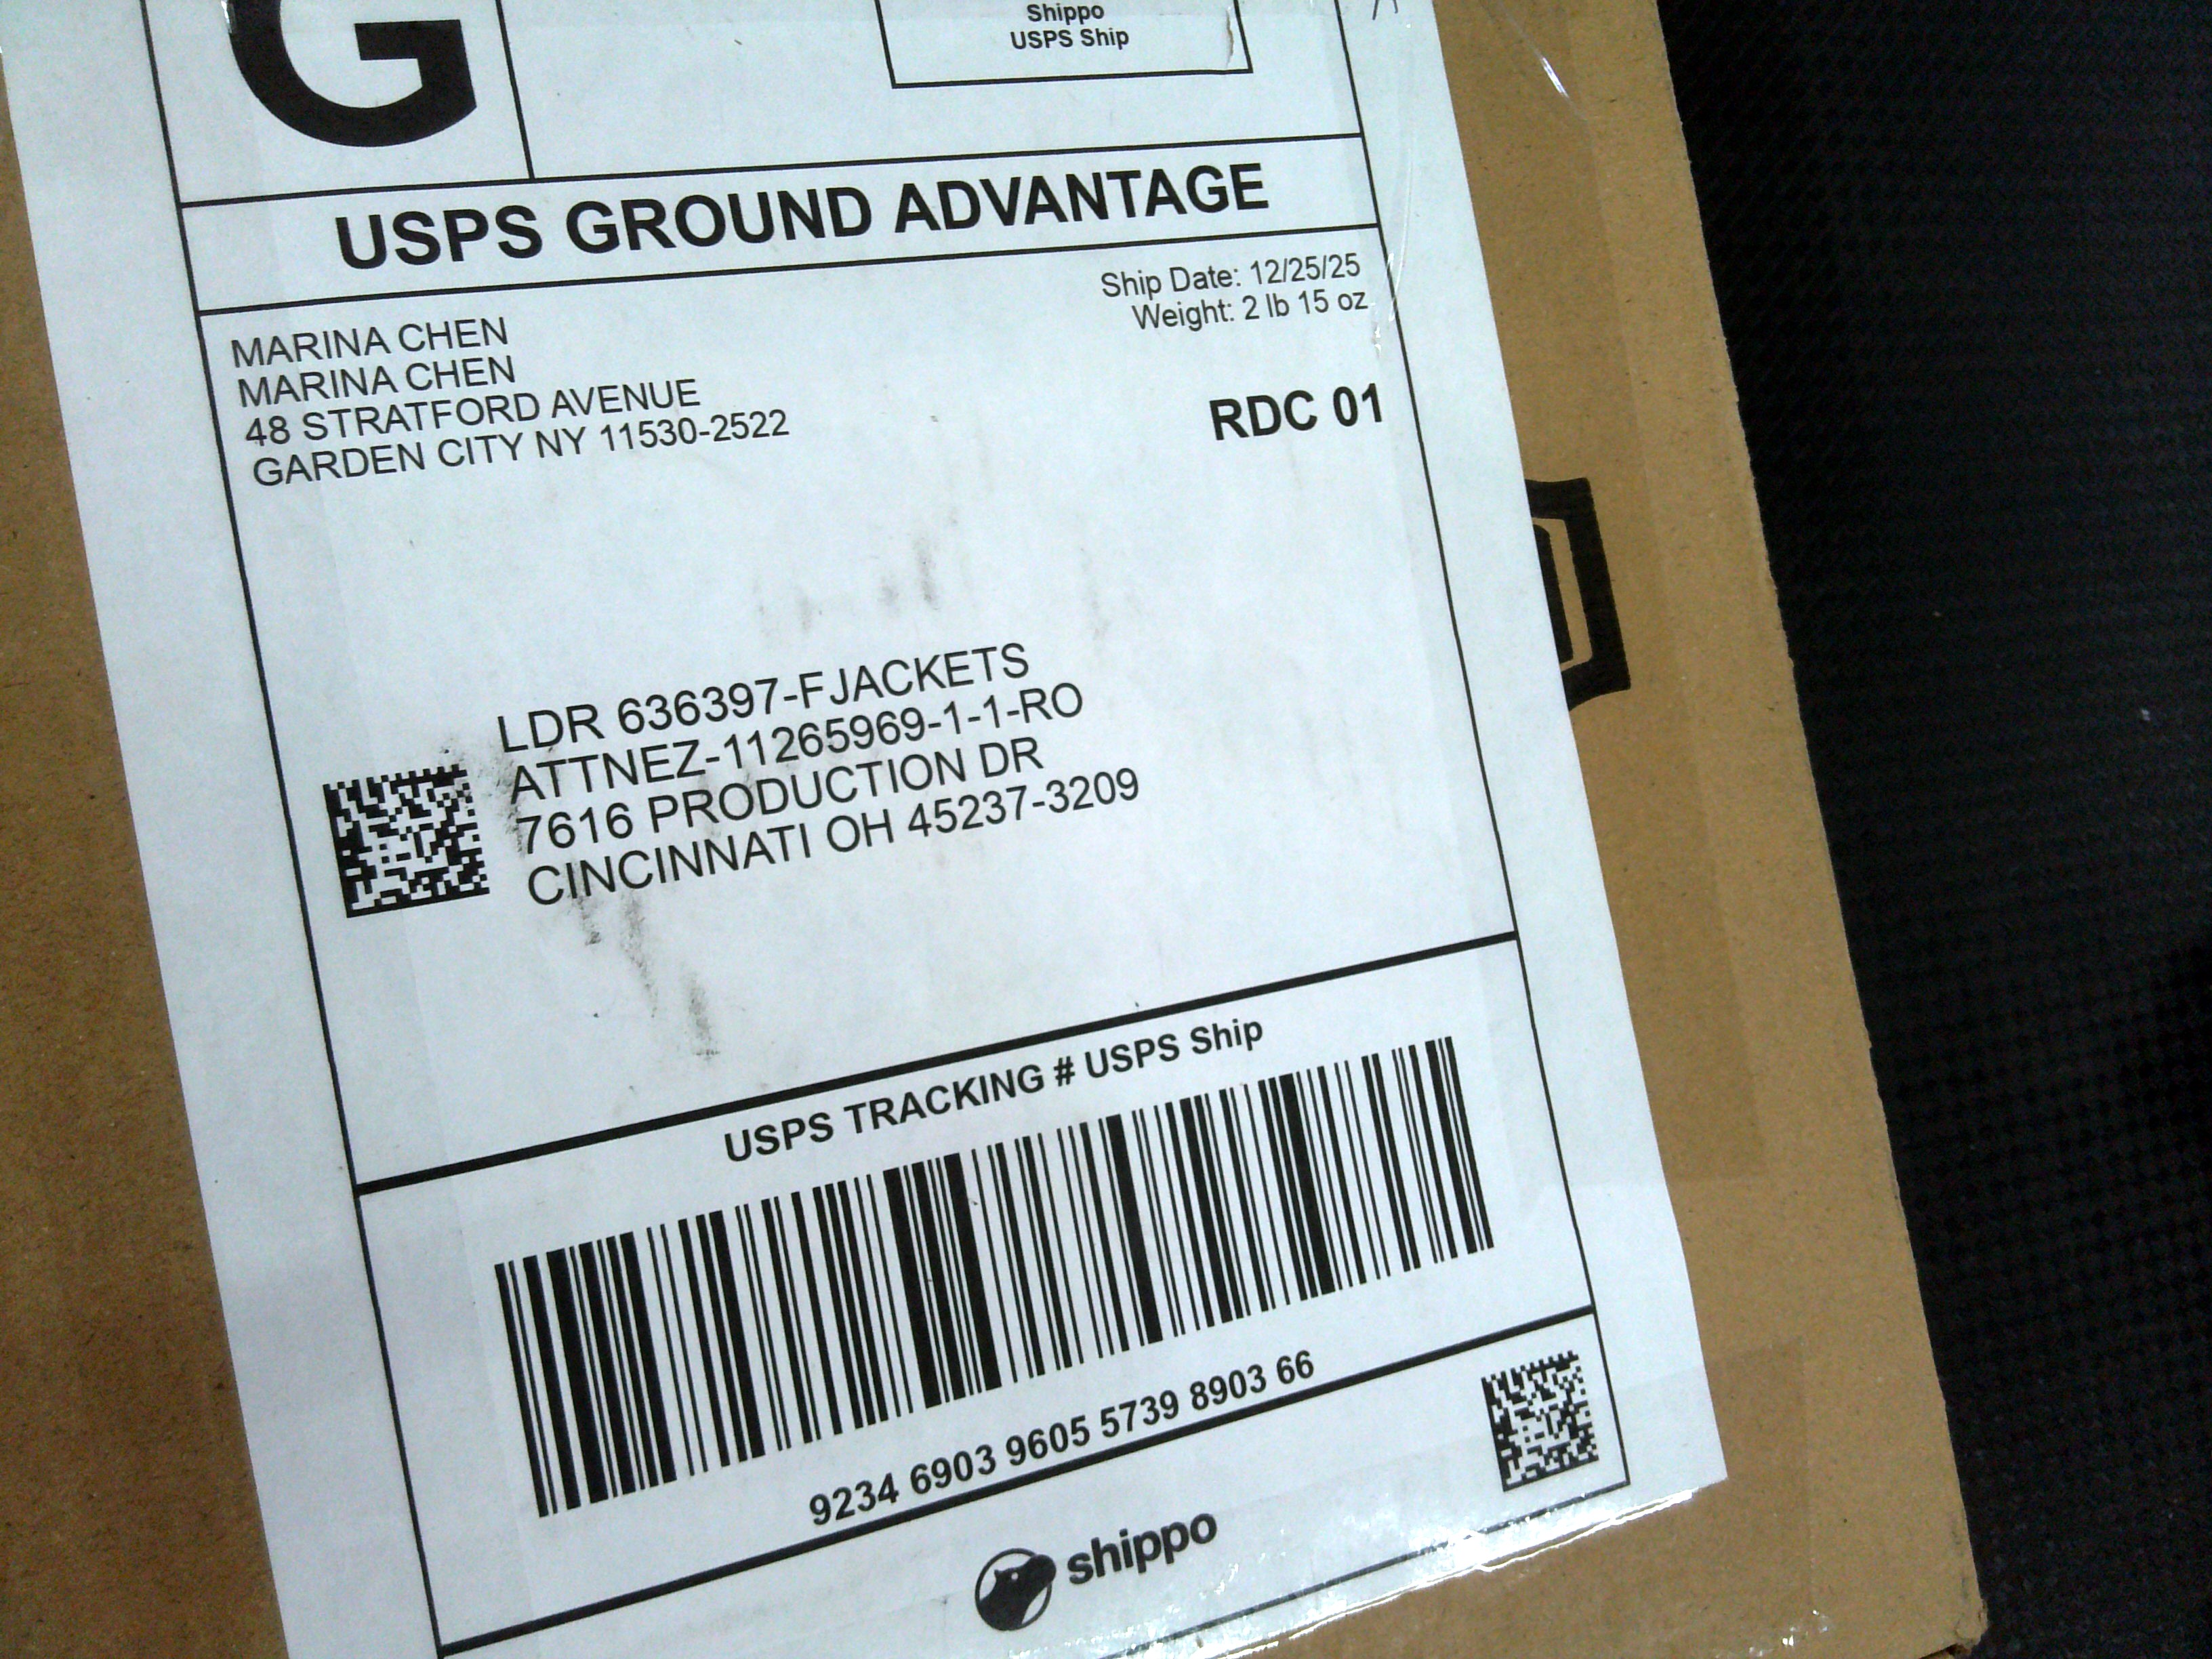 G
Shippo
USPS Ship
USPS GROUND ADVANTAGE
Ship Date: 12/25/25
Weight: 2 lb 15 oz
MARINA CHEN
MARINA CHEN
48 STRATFORD AVENUE
GARDEN CITY NY 11530-2522
RDC 01
LDR 636397-FJACKETS
ATTNEZ-11265969-1-1-RO
7616 PRODUCTION DR
CINCINNATI OH 45237-3209
USPS TRACKING # USPS Ship
9234 6903 9605 5739 8903 66
shippo